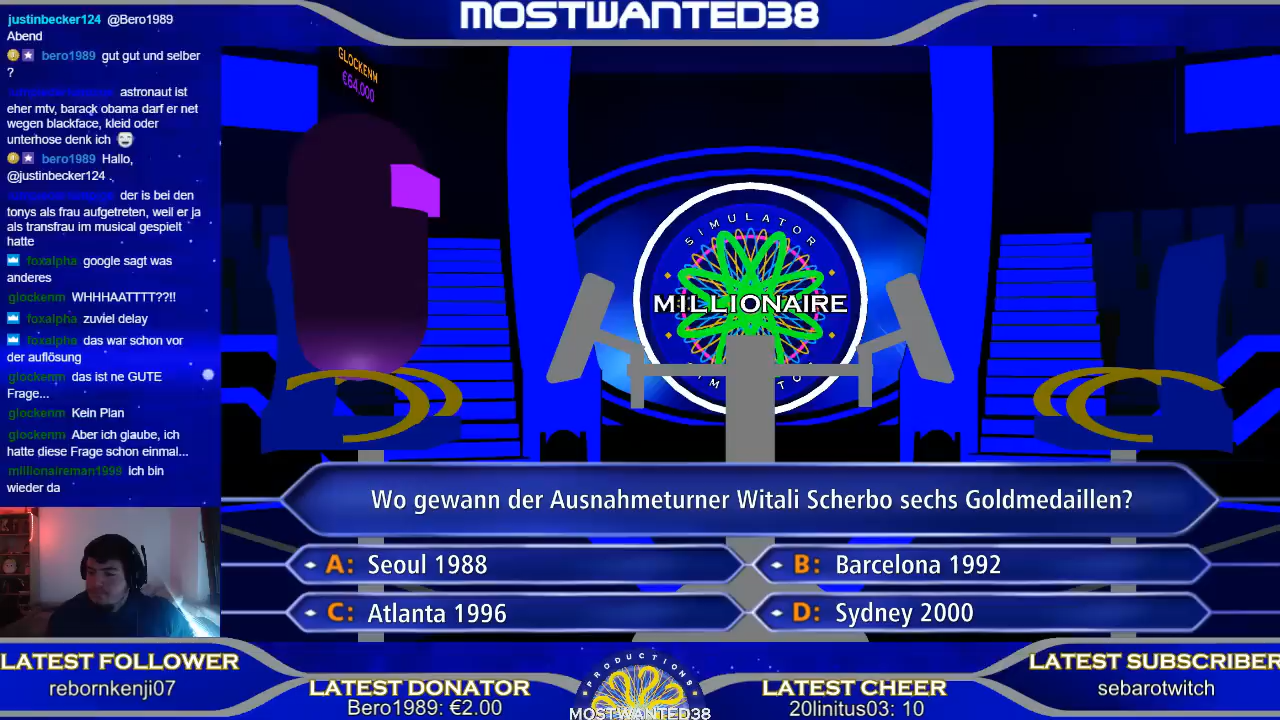 MOSTWANTED38
justinbecker124 @Bero1989
Abend
bero1989 gut gut und selber
?
astronaut ist
eher mtv, barack obama darf er net
wegen blackface, kleid oder
unterhose denk ich
bero1989 Hallo,
@justinbecker124 .
der is bei den
tonys als frau aufgetreten, weil er ja
als transfrau im musical gespielt
hatte
foxalpha google sagt was
anderes
glockenm WHHHAATTTT??!!
foxalpha zuviel delay
foxalpha das war schon vor
der auflösung
glockenm das ist ne GUTE
Frage...
glockenm Kein Plan
glockenm Aber ich glaube, ich
hatte diese Frage schon einmal...
millionaireman1999 ich bin
wieder da
GLOCKENM
€64,000
SIMULATOR
MILLIONAIRE
Wo gewann der Ausnahmeturner Witali Scherbo sechs Goldmedaillen?
A: Seoul 1988
B: Barcelona 1992
C: Atlanta 1996
D: Sydney 2000
LATEST FOLLOWER
rebornkenji07
LATEST DONATOR
Bero1989: €2.00
PRODUCTIONS
MOSTWANTED38
LATEST CHEER
20linitus03: 10
LATEST SUBSCRIBER
sebarotwitch